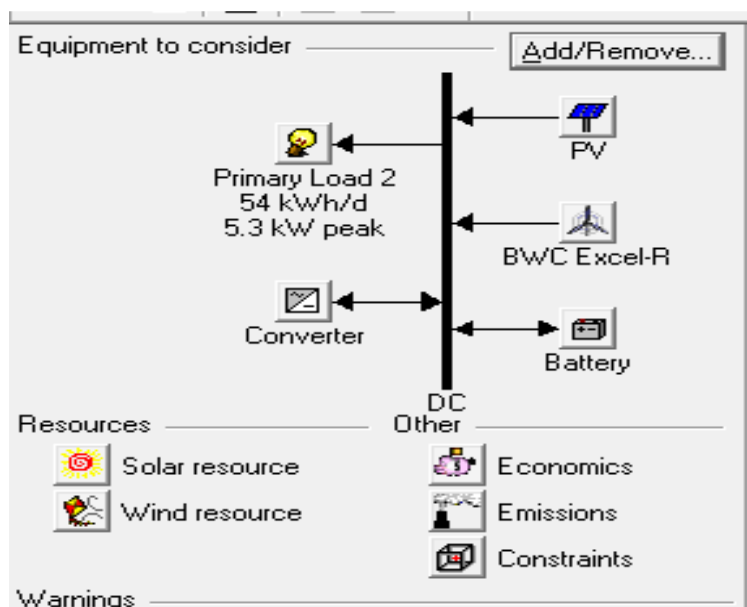 Equipment to consider
Add/Remove...
PV
Primary Load 2
54 kWh/d
5.3 kW peak
BWC Excel-R
Converter
Battery
DC
Resources
Other
Solar resource
Economics
Wind resource
Emissions
Constraints
Warnings